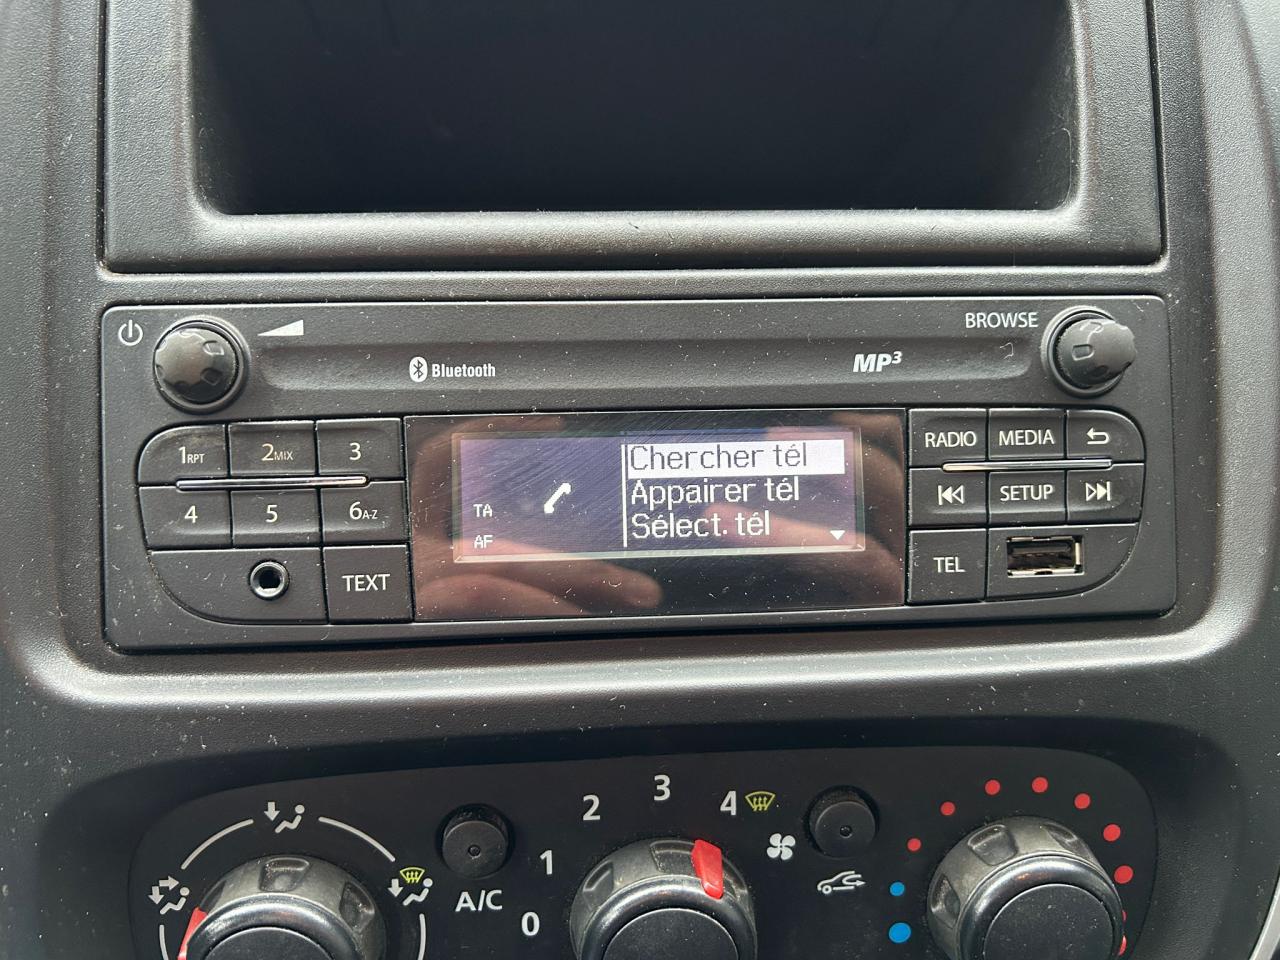 BROWSE
Bluetooth
MP3
1RPT
2MIX
3
4
5
6A-Z
TEXT
TA
AF
Chercher tél
Appairer tél
Sélect. tél
RADIO
MEDIA
SETUP
TEL
0
1
2
3
4
A/C